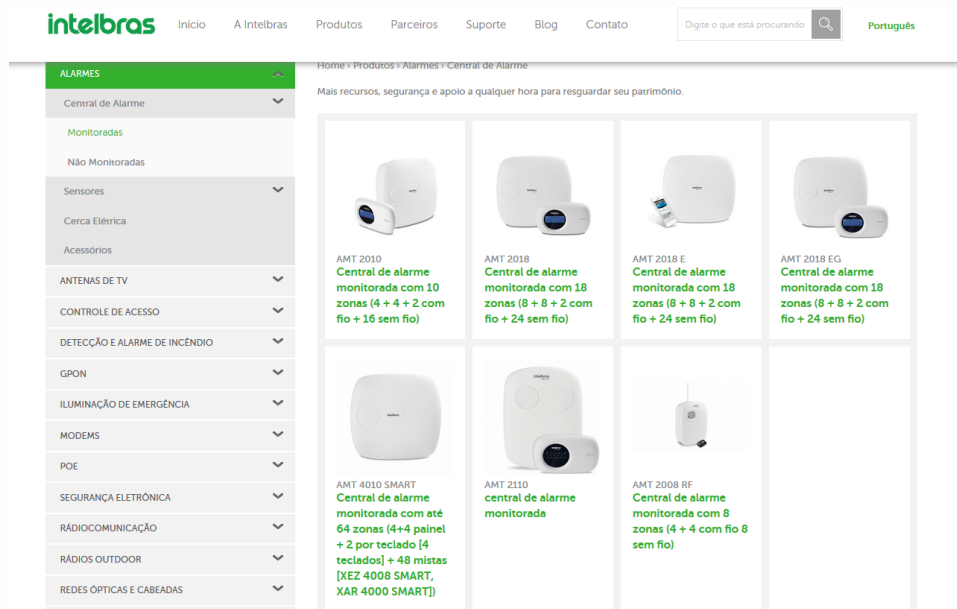 intelbras
Início
A Intelbras
Produtos
Parceiros
Suporte
Blog
Contato
Digite o que está procurando
Português
ALARMES
Central de Alarme
Monitoradas
Não Monitoradas
Sensores
Cerca Elétrica
Acessórios
ANTENAS DE TV
CONTROLE DE ACESSO
DETECÇÃO E ALARME DE INCÊNDIO
GPON
ILUMINAÇÃO DE EMERGÊNCIA
MODEMS
POE
SEGURANÇA ELETRÔNICA
RÁDIOCOMUNICAÇÃO
RÁDIOS OUTDOOR
REDES ÓPTICAS E CABEADAS
Home › Produtos › Alarmes › Central de Alarme
Mais recursos, segurança e apoio a qualquer hora para resguardar seu patrimônio.
AMT 2010
Central de alarme
monitorada com 10
zonas (4 + 4 + 2 com
fio + 16 sem fio)
AMT 2018
Central de alarme
monitorada com 18
zonas (8 + 8 + 2 com
fio + 24 sem fio)
AMT 2018 E
Central de alarme
monitorada com 18
zonas (8 + 8 + 2 com
fio + 24 sem fio)
AMT 2018 EG
Central de alarme
monitorada com 18
zonas (8 + 8 + 2 com
fio + 24 sem fio)
AMT 4010 SMART
Central de alarme
monitorada com até
64 zonas (4+4 painel
+ 2 por teclado [4
teclados] + 48 mistas
[XEZ 4008 SMART,
XAR 4000 SMART])
AMT 2110
central de alarme
monitorada
AMT 2008 RF
Central de alarme
monitorada com 8
zonas (4 + 4 com fio 8
sem fio)